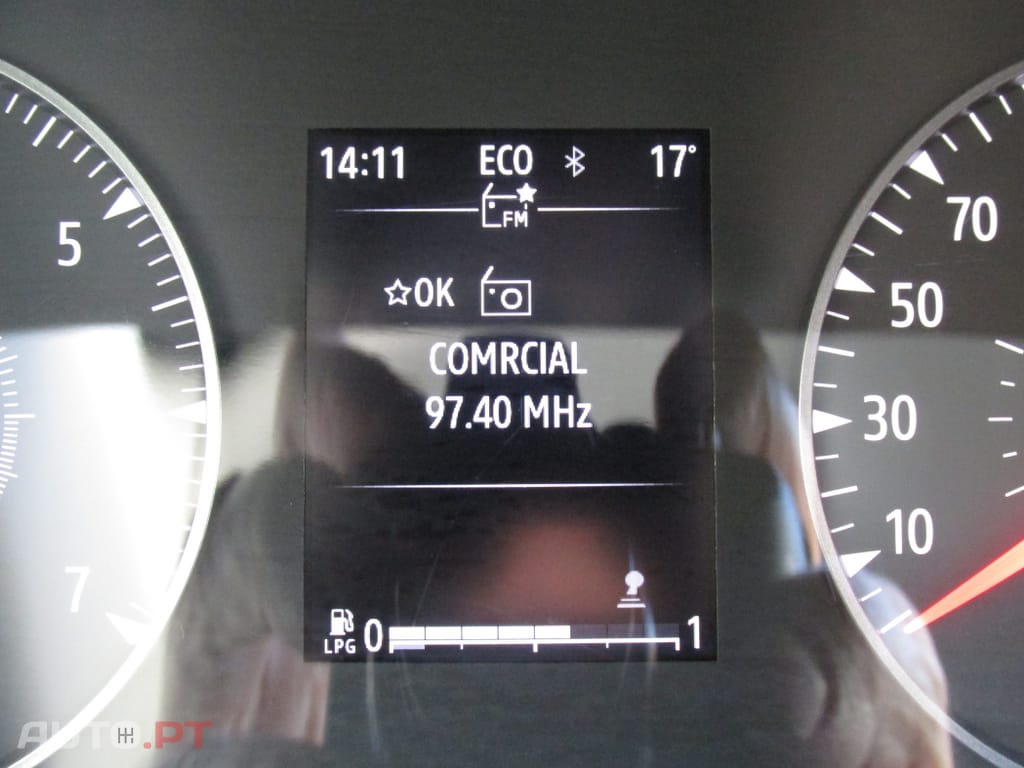 14:11 ECO 17°
FM
OK
COMRCIAL
97.40 MHz
LPG 0 1
5
7
70
50
30
10
AUTO.PT